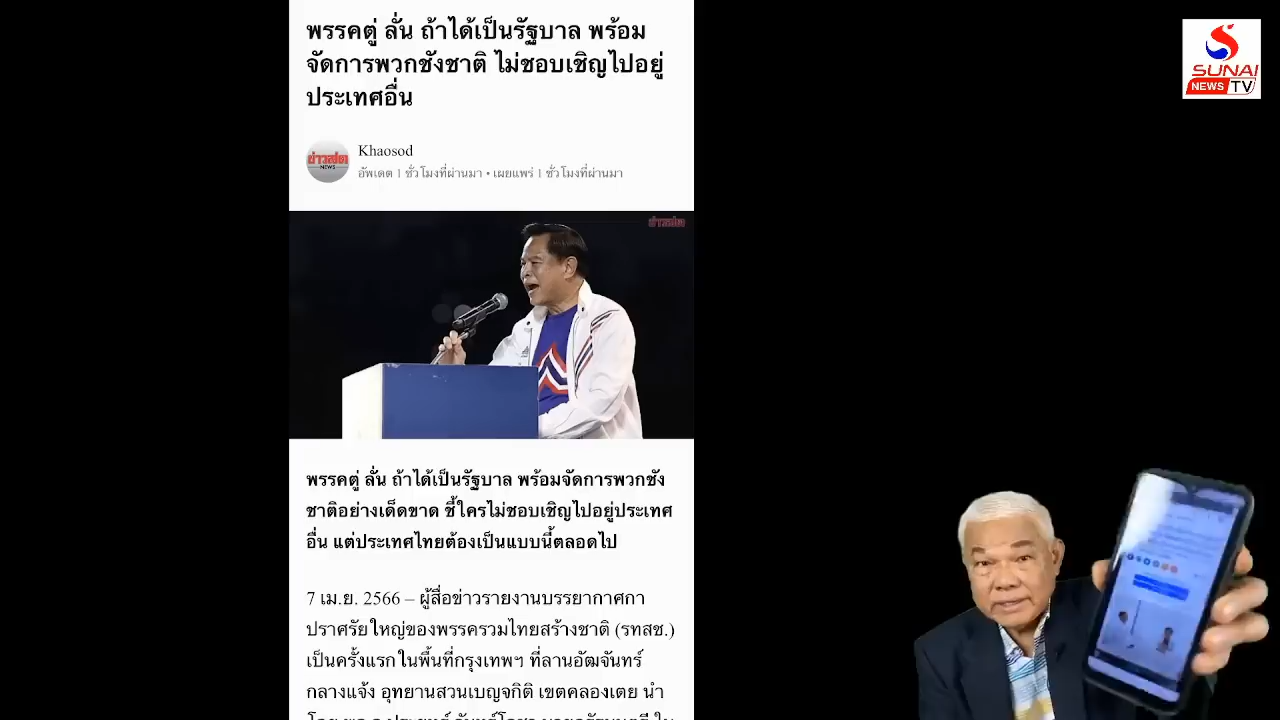 พรรคตู่ ลั่น ถ้าได้เป็นรัฐบาล พร้อม
จัดการพวกชังชาติ ไม่ชอบเชิญไปอยู่
ประเทศอื่น
ข่าวสด
NEWS
Khaosod
อัพเดต 1 ชั่วโมงที่ผ่านมา • เผยแพร่ 1 ชั่วโมงที่ผ่านมา
ข่าวสด
พรรคตู่ ลั่น ถ้าได้เป็นรัฐบาล พร้อมจัดการพวกชัง
ชาติอย่างเด็ดขาด ชี้ใครไม่ชอบเชิญไปอยู่ประเทศ
อื่น แต่ประเทศไทยต้องเป็นแบบนี้ตลอดไป
7 เม.ย. 2566 – ผู้สื่อข่าวรายงานบรรยากาศกา
ปราศรัยใหญ่ของพรรครวมไทยสร้างชาติ (รทสช.)
เป็นครั้งแรกในพื้นที่กรุงเทพฯ ที่ลานอัฒจันทร์
กลางแจ้ง อุทยานสวนเบญจกิติ เขตคลองเตย นำ
SUNAI
NEWS TV